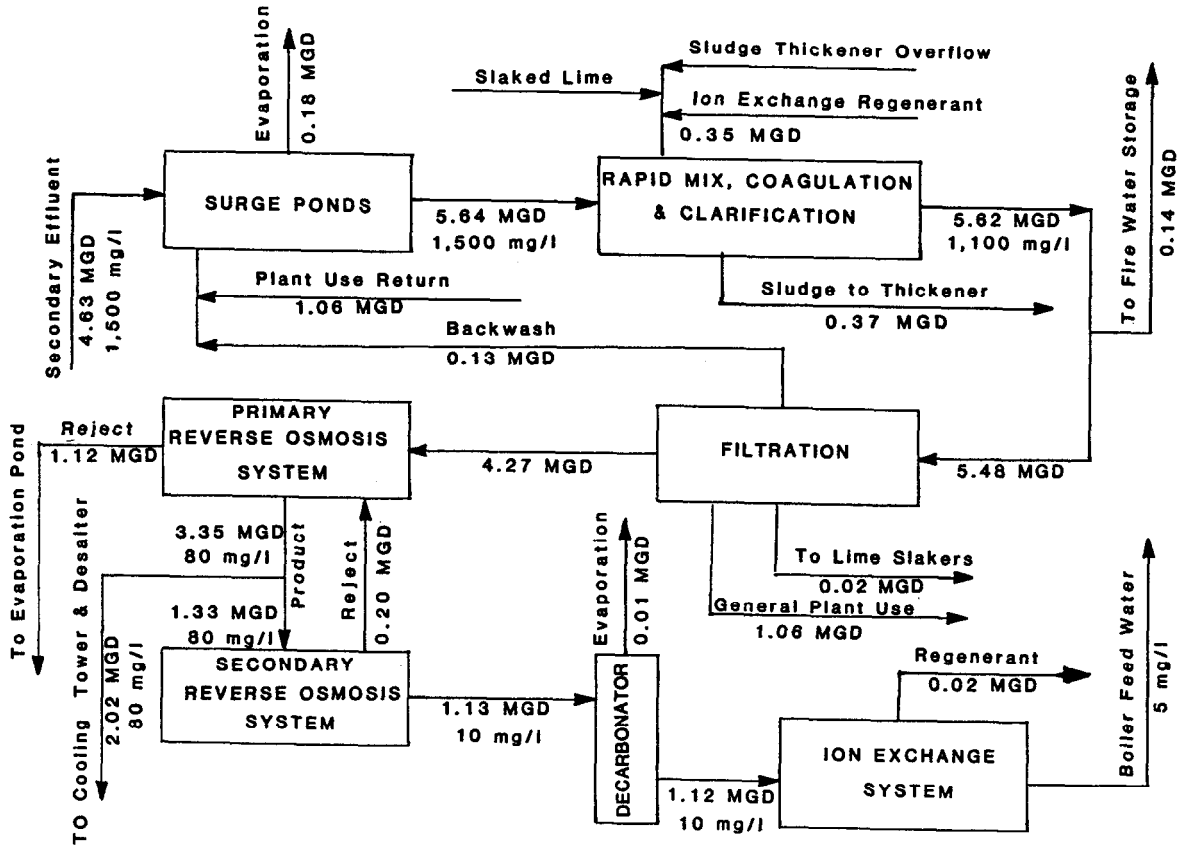 Evaporation
0.18 MGD
Sludge Thickener Overflow
Slaked Lime
Ion Exchange Regenerant
0.35 MGD
To Fire Water Storage
0.14 MGD
Secondary Effluent
4.63 MGD
1,500 mg/l
SURGE PONDS
5.64 MGD
1,500 mg/l
RAPID MIX, COAGULATION
& CLARIFICATION
5.62 MGD
1,100 mg/l
Plant Use Return
1.06 MGD
Sludge to Thickener
0.37 MGD
Backwash
0.13 MGD
Reject
1.12 MGD
To Evaporation Pond
PRIMARY
REVERSE OSMOSIS
SYSTEM
4.27 MGD
FILTRATION
5.48 MGD
3.35 MGD
80 mg/l
Product
Reject
0.20 MGD
Evaporation
0.01 MGD
To Lime Slakers
0.02 MGD
General Plant Use
1.06 MGD
TO Cooling Tower & Desalter
2.02 MGD
80 mg/l
1.33 MGD
80 mg/l
SECONDARY
REVERSE OSMOSIS
SYSTEM
1.13 MGD
10 mg/l
DECARBONATOR
1.12 MGD
10 mg/l
Regenerant
0.02 MGD
ION EXCHANGE
SYSTEM
Boiler Feed Water
5 mg/l